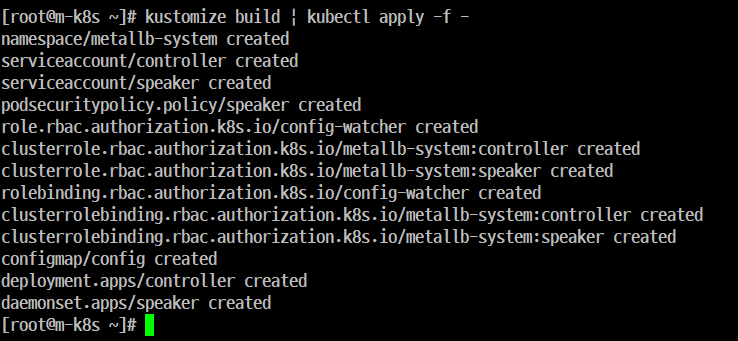 [root@m-k8s ~]# kustomize build | kubectl apply -f -
namespace/metallb-system created
serviceaccount/controller created
serviceaccount/speaker created
podsecuritypolicy.policy/speaker created
role.rbac.authorization.k8s.io/config-watcher created
clusterrole.rbac.authorization.k8s.io/metallb-system:controller created
clusterrole.rbac.authorization.k8s.io/metallb-system:speaker created
rolebinding.rbac.authorization.k8s.io/config-watcher created
clusterrolebinding.rbac.authorization.k8s.io/metallb-system:controller created
clusterrolebinding.rbac.authorization.k8s.io/metallb-system:speaker created
configmap/config created
deployment.apps/controller created
daemonset.apps/speaker created
[root@m-k8s ~]#